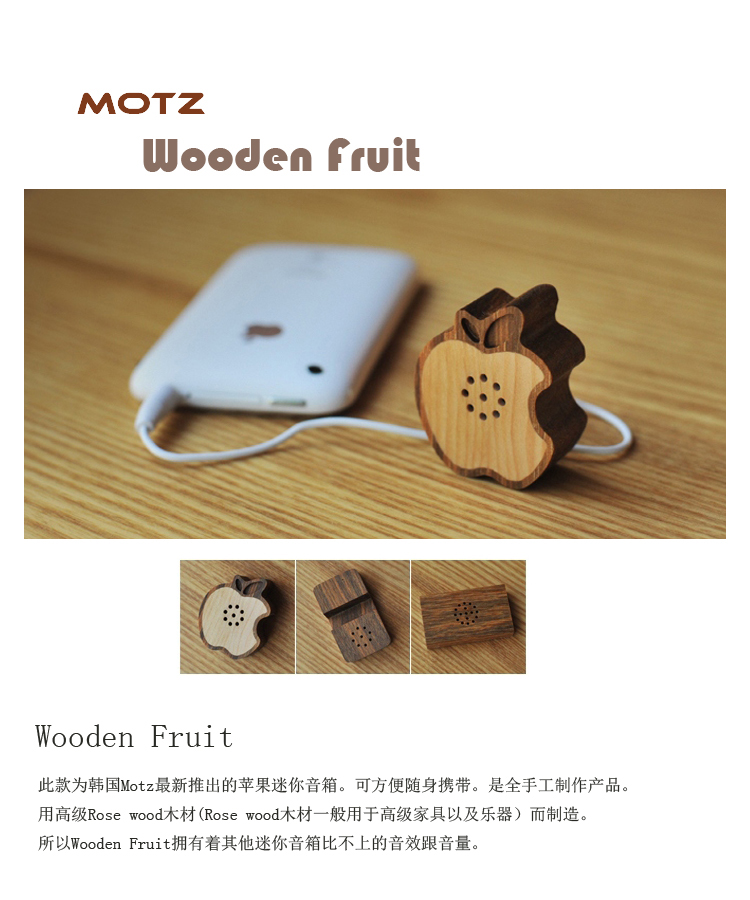 MOTZ
Wooden Fruit
Wooden Fruit
此款为韩国Motz最新推出的苹果迷你音箱。可方便随身携带。是全手工制作产品。
用高级Rose wood木材(Rose wood木材一般用于高级家具以及乐器）而制造。
所以Wooden Fruit拥有着其他迷你音箱比不上的音效跟音量。